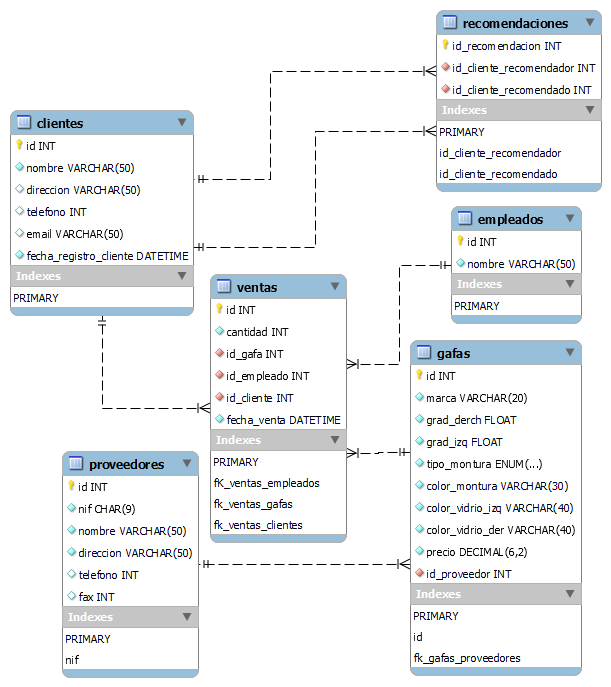 recomendaciones
id_recomendacion INT
id_cliente_recomendador INT
id_cliente_recomendado INT
Indexes
PRIMARY
id_cliente_recomendador
id_cliente_recomendado
clientes
id INT
nombre VARCHAR(50)
direccion VARCHAR(50)
telefono INT
email VARCHAR(50)
fecha_registro_cliente DATETIME
Indexes
PRIMARY
empleados
id INT
nombre VARCHAR(50)
Indexes
PRIMARY
ventas
id INT
cantidad INT
id_gafa INT
id_empleado INT
id_cliente INT
fecha_venta DATETIME
Indexes
PRIMARY
fk_ventas_empleados
fk_ventas_gafas
fk_ventas_clientes
gafas
id INT
marca VARCHAR(20)
grad_derch FLOAT
grad_izq FLOAT
tipo_montura ENUM(...)
color_montura VARCHAR(30)
color_vidrio_izq VARCHAR(40)
color_vidrio_der VARCHAR(40)
precio DECIMAL(6,2)
id_proveedor INT
Indexes
PRIMARY
id
fk_gafas_proveedores
proveedores
id INT
nif CHAR(9)
nombre VARCHAR(50)
direccion VARCHAR(50)
telefono INT
fax INT
Indexes
PRIMARY
nif